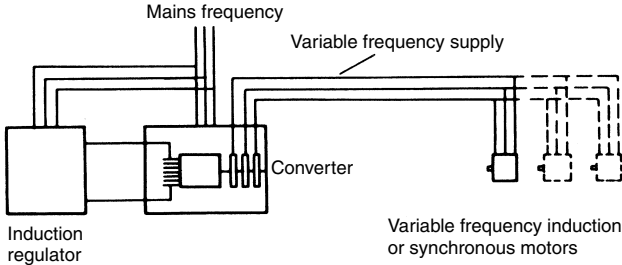 Mains frequency
Variable frequency supply
Converter
Induction
regulator
Variable frequency induction
or synchronous motors